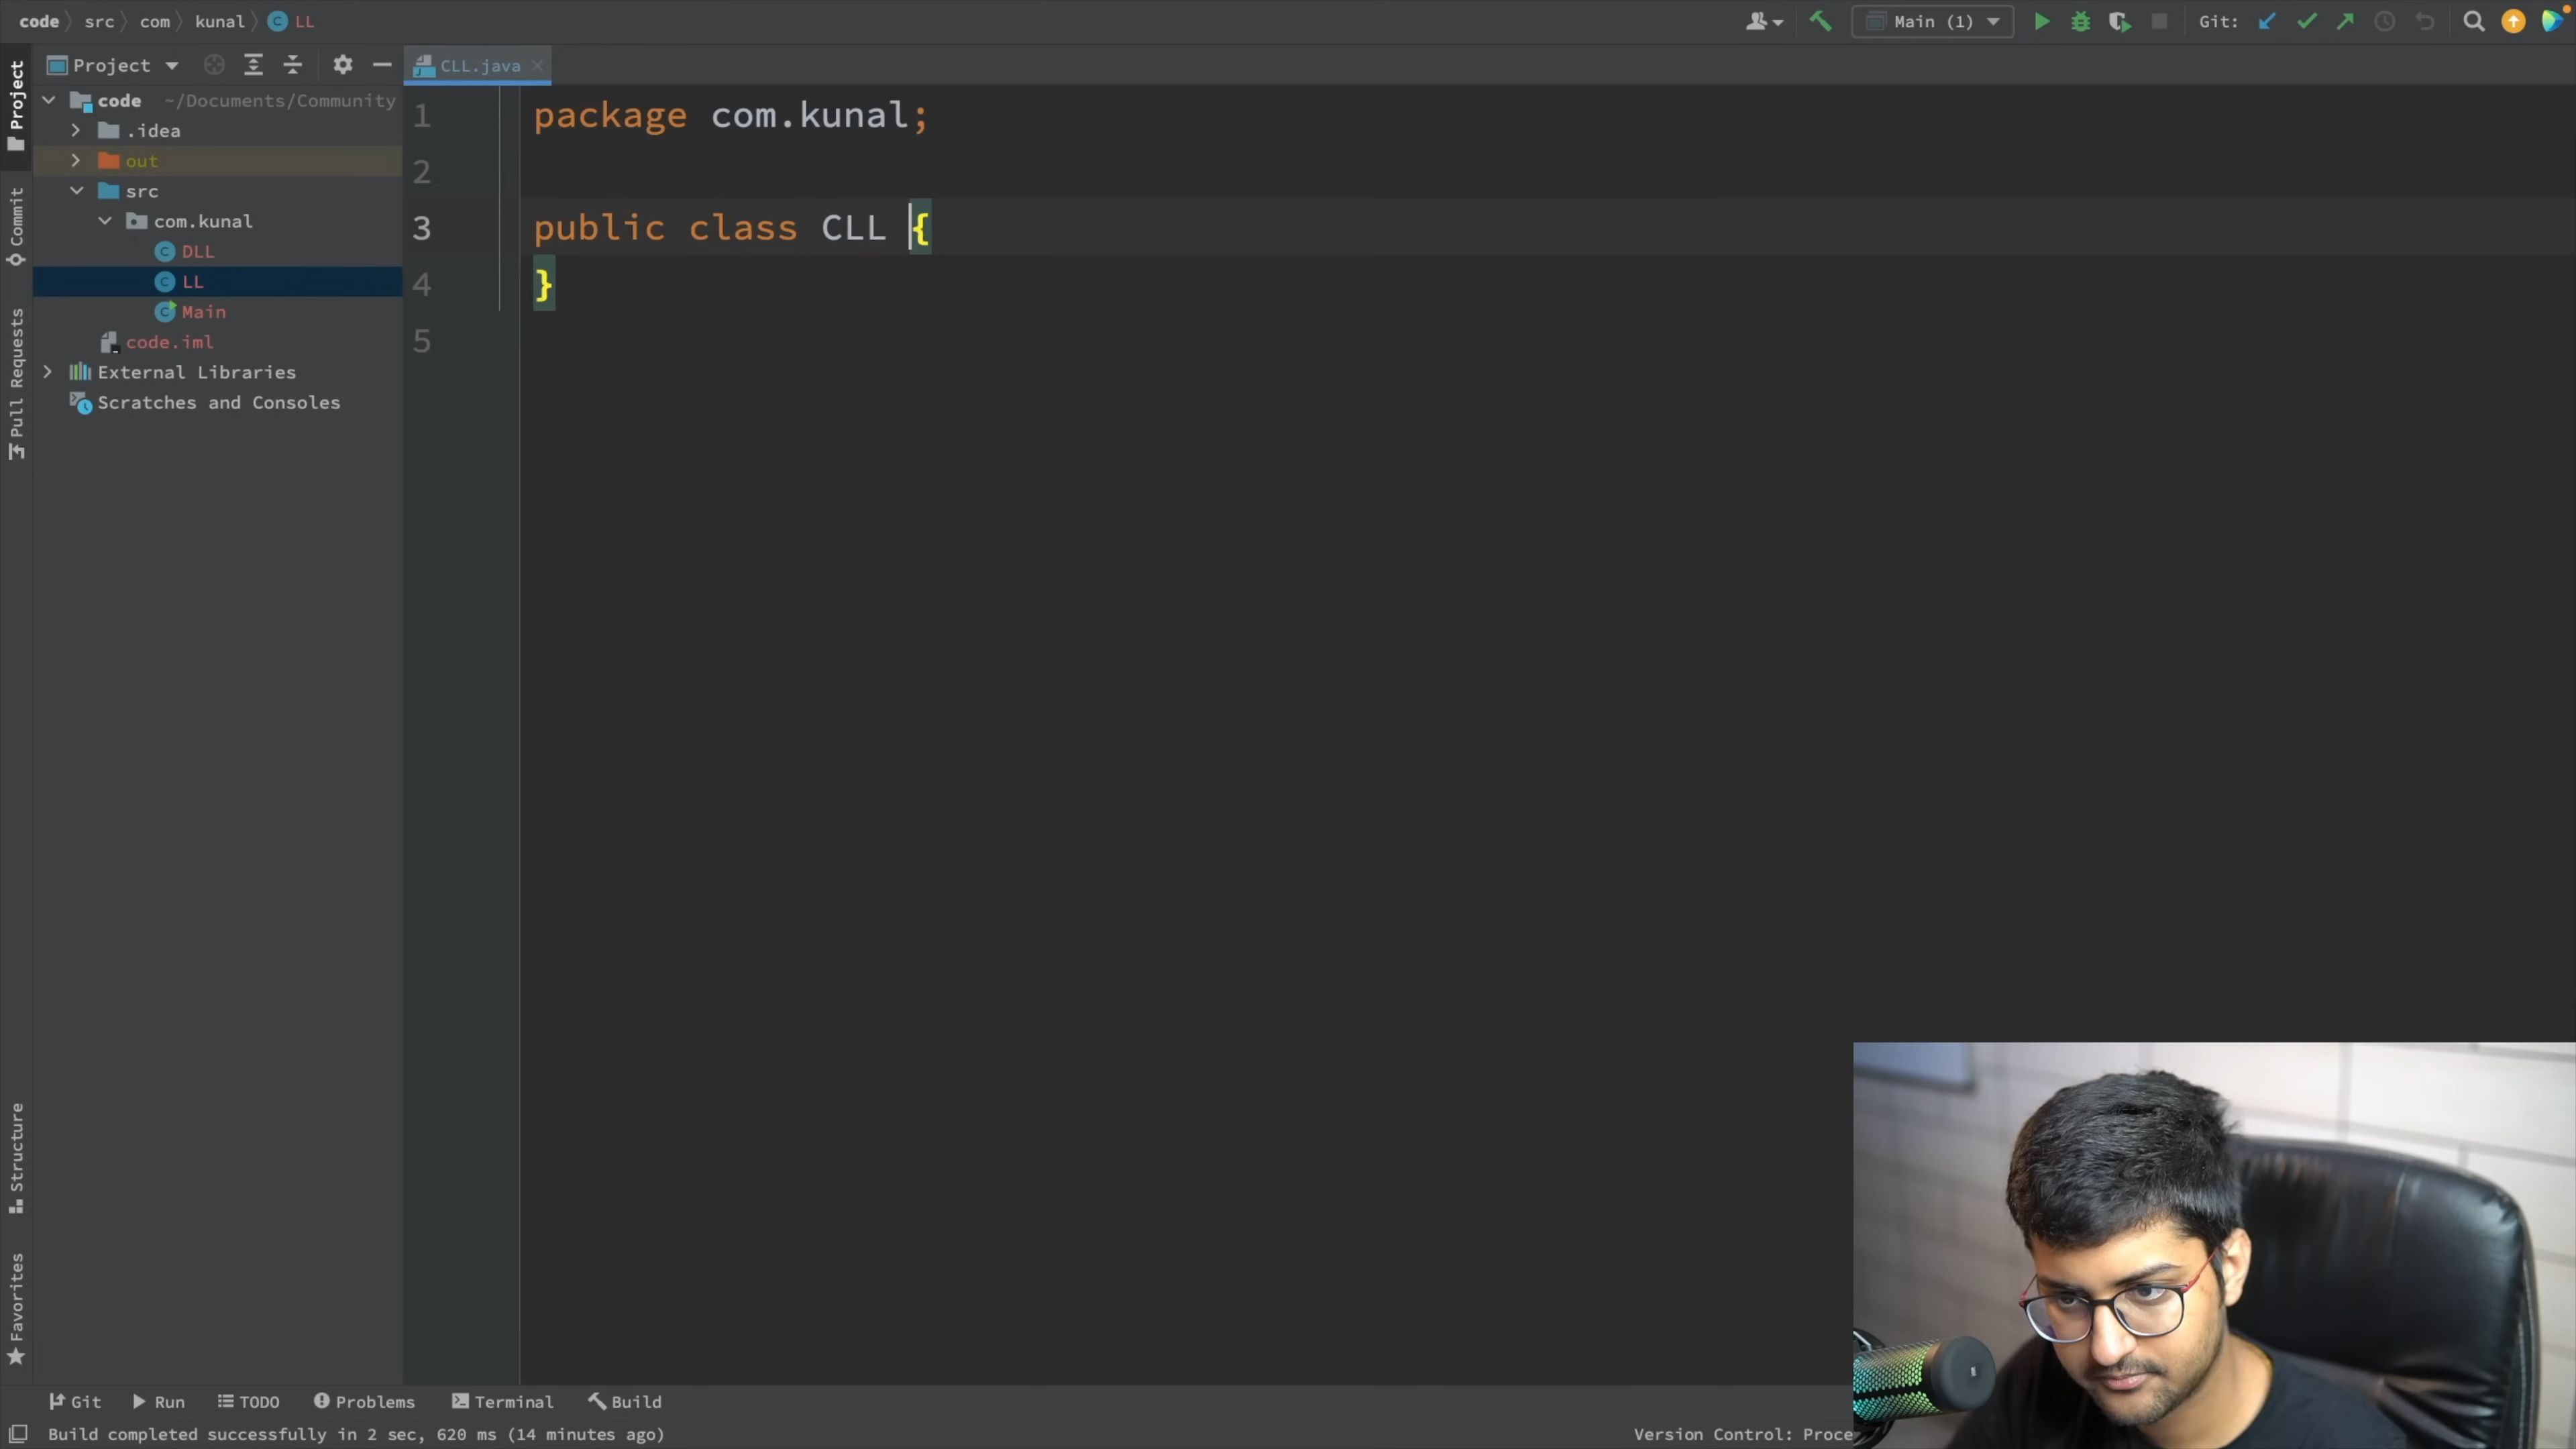 code src com kunal LL
Main (1)
Git:
Project
CLL.java
code ~/Documents/Community
.idea
out
src
com.kunal
DLL
LL
Main
code.iml
External Libraries
Scratches and Consoles
Project
Commit
Pull Requests
Structure
Favorites
1 package com.kunal;
2
3 public class CLL {
4 }
5
Git Run TODO Problems Terminal Build
Build completed successfully in 2 sec, 620 ms (14 minutes ago)
Version Control: Proce